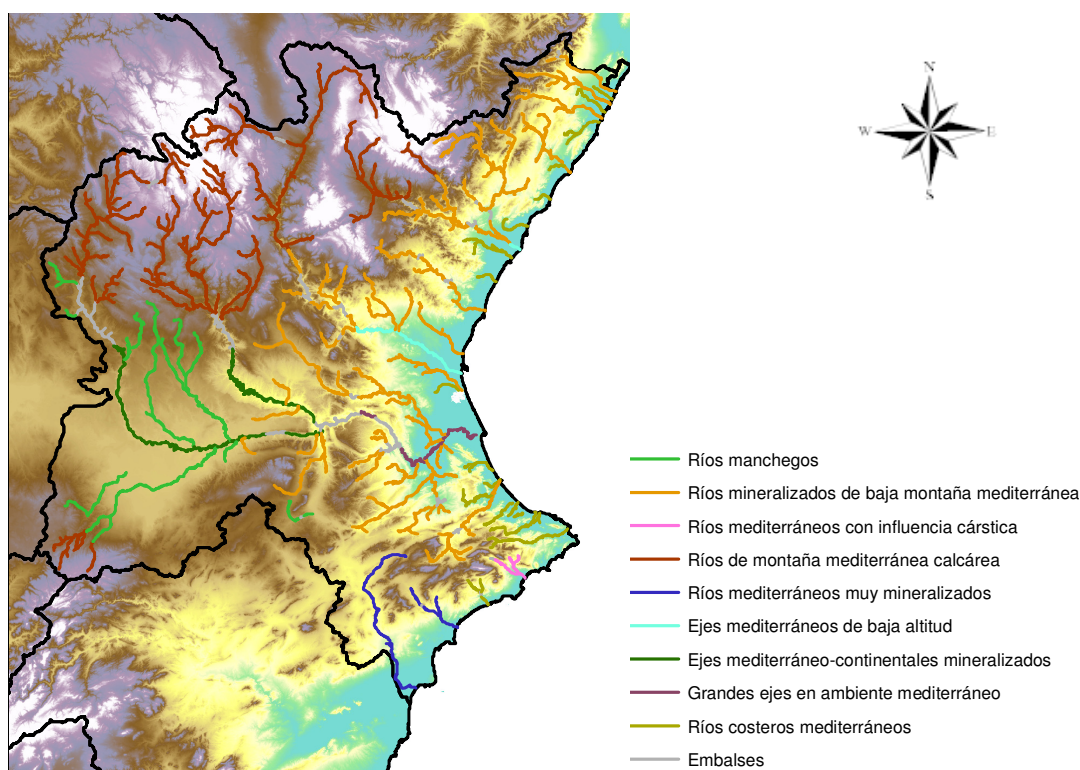 N
W
E
S
Ríos manchegos
Ríos mineralizados de baja montaña mediterránea
Ríos mediterráneos con influencia cárstica
Ríos de montaña mediterránea calcárea
Ríos mediterráneos muy mineralizados
Ejes mediterráneos de baja altitud
Ejes mediterráneo-continentales mineralizados
Grandes ejes en ambiente mediterráneo
Ríos costeros mediterráneos
Embalses